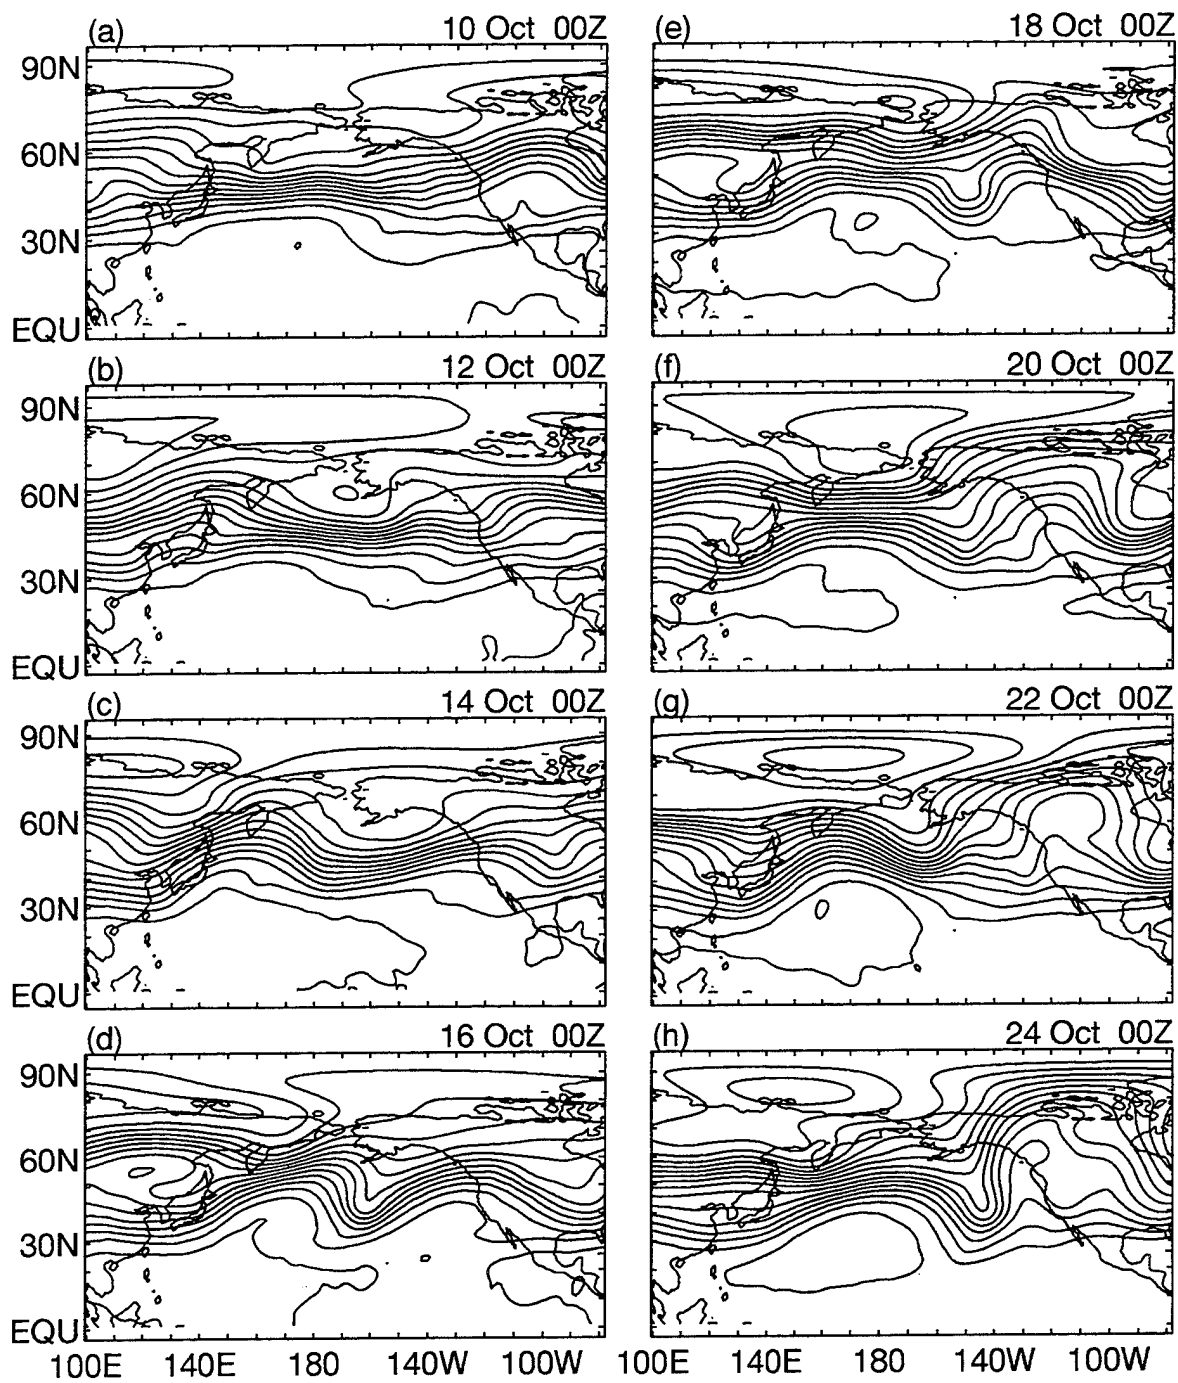 (a) 10 Oct 00Z
90N
60N
30N
EQU
(b) 12 Oct 00Z
90N
60N
30N
EQU
(c) 14 Oct 00Z
90N
60N
30N
EQU
(d) 16 Oct 00Z
90N
60N
30N
EQU
100E 140E 180 140W 100W
(e) 18 Oct 00Z
(f) 20 Oct 00Z
(g) 22 Oct 00Z
(h) 24 Oct 00Z
100E 140E 180 140W 100W